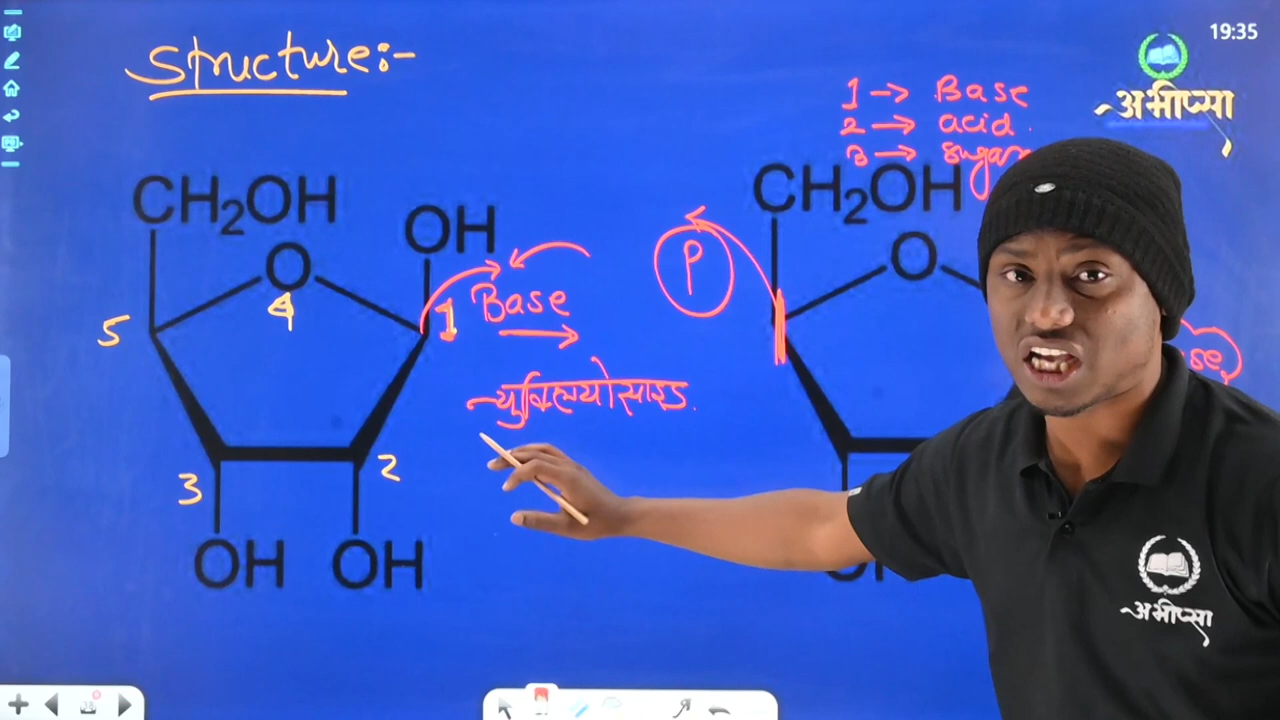 Structure:-
19:35
अभीप्सा
1 → Base
2 → acid
3 → sugar
CH2OH
OH
O
1
Base
4
5
3
2
OH
OH
न्युक्लियोसाइड
CH2OH
O
P
se
अभीप्सा